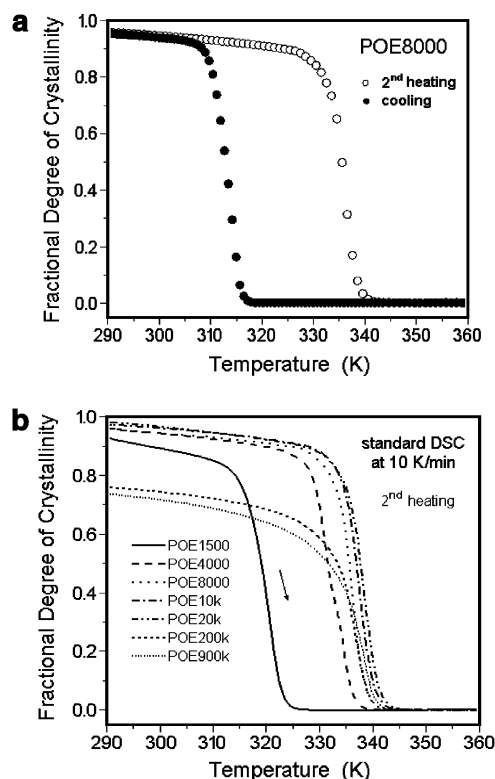 a
POE8000
2nd heating
cooling
Fractional Degree of Crystallinity
1.0
0.8
0.6
0.4
0.2
0.0
290 300 310 320 330 340 350 360
Temperature (K)
b
standard DSC
at 10 K/min
2nd heating
Fractional Degree of Crystallinity
1.0
0.8
0.6
0.4
0.2
0.0
POE1500
POE4000
POE8000
POE10k
POE20k
POE200k
POE900k
290 300 310 320 330 340 350 360
Temperature (K)